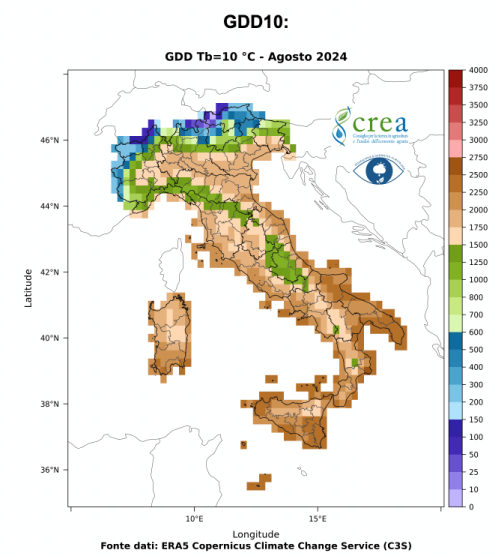 GDD10:
GDD Tb=10 °C - Agosto 2024
crea
46°N
44°N
42°N
40°N
38°N
36°N
Latitude
10°E
15°E
Longitude
4000
3750
3500
3250
3000
2750
2500
2250
2000
1750
1500
1250
1000
800
700
600
500
400
300
200
150
100
50
25
10
0
Fonte dati: ERA5 Copernicus Climate Change Service (C3S)